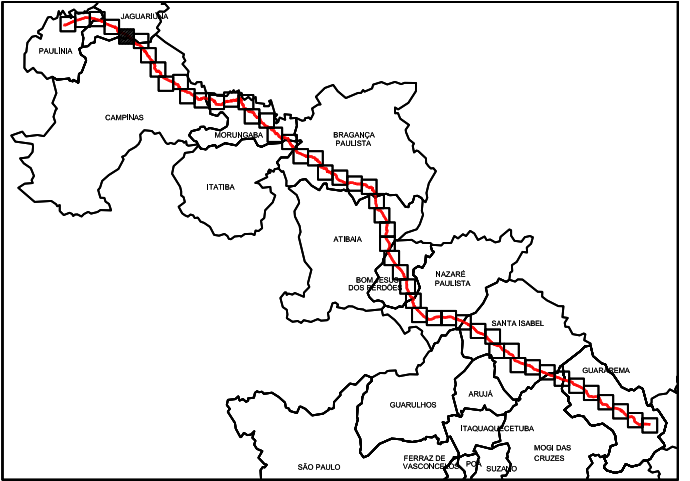 JAGUARIÚNA
PAULÍNIA
CAMPINAS
MORUNGABA
BRAGANÇA
PAULISTA
ITATIBA
ATIBAIA
BOM JESUS
DOS PERDÕES
NAZARÉ
PAULISTA
SANTA ISABEL
GUARAREMA
ARUJÁ
GUARULHOS
ITAQUAQUECETUBA
MOGI DAS
CRUZES
FERRAZ DE
VASCONCELOS
POÁ
SUZANO
SÃO PAULO